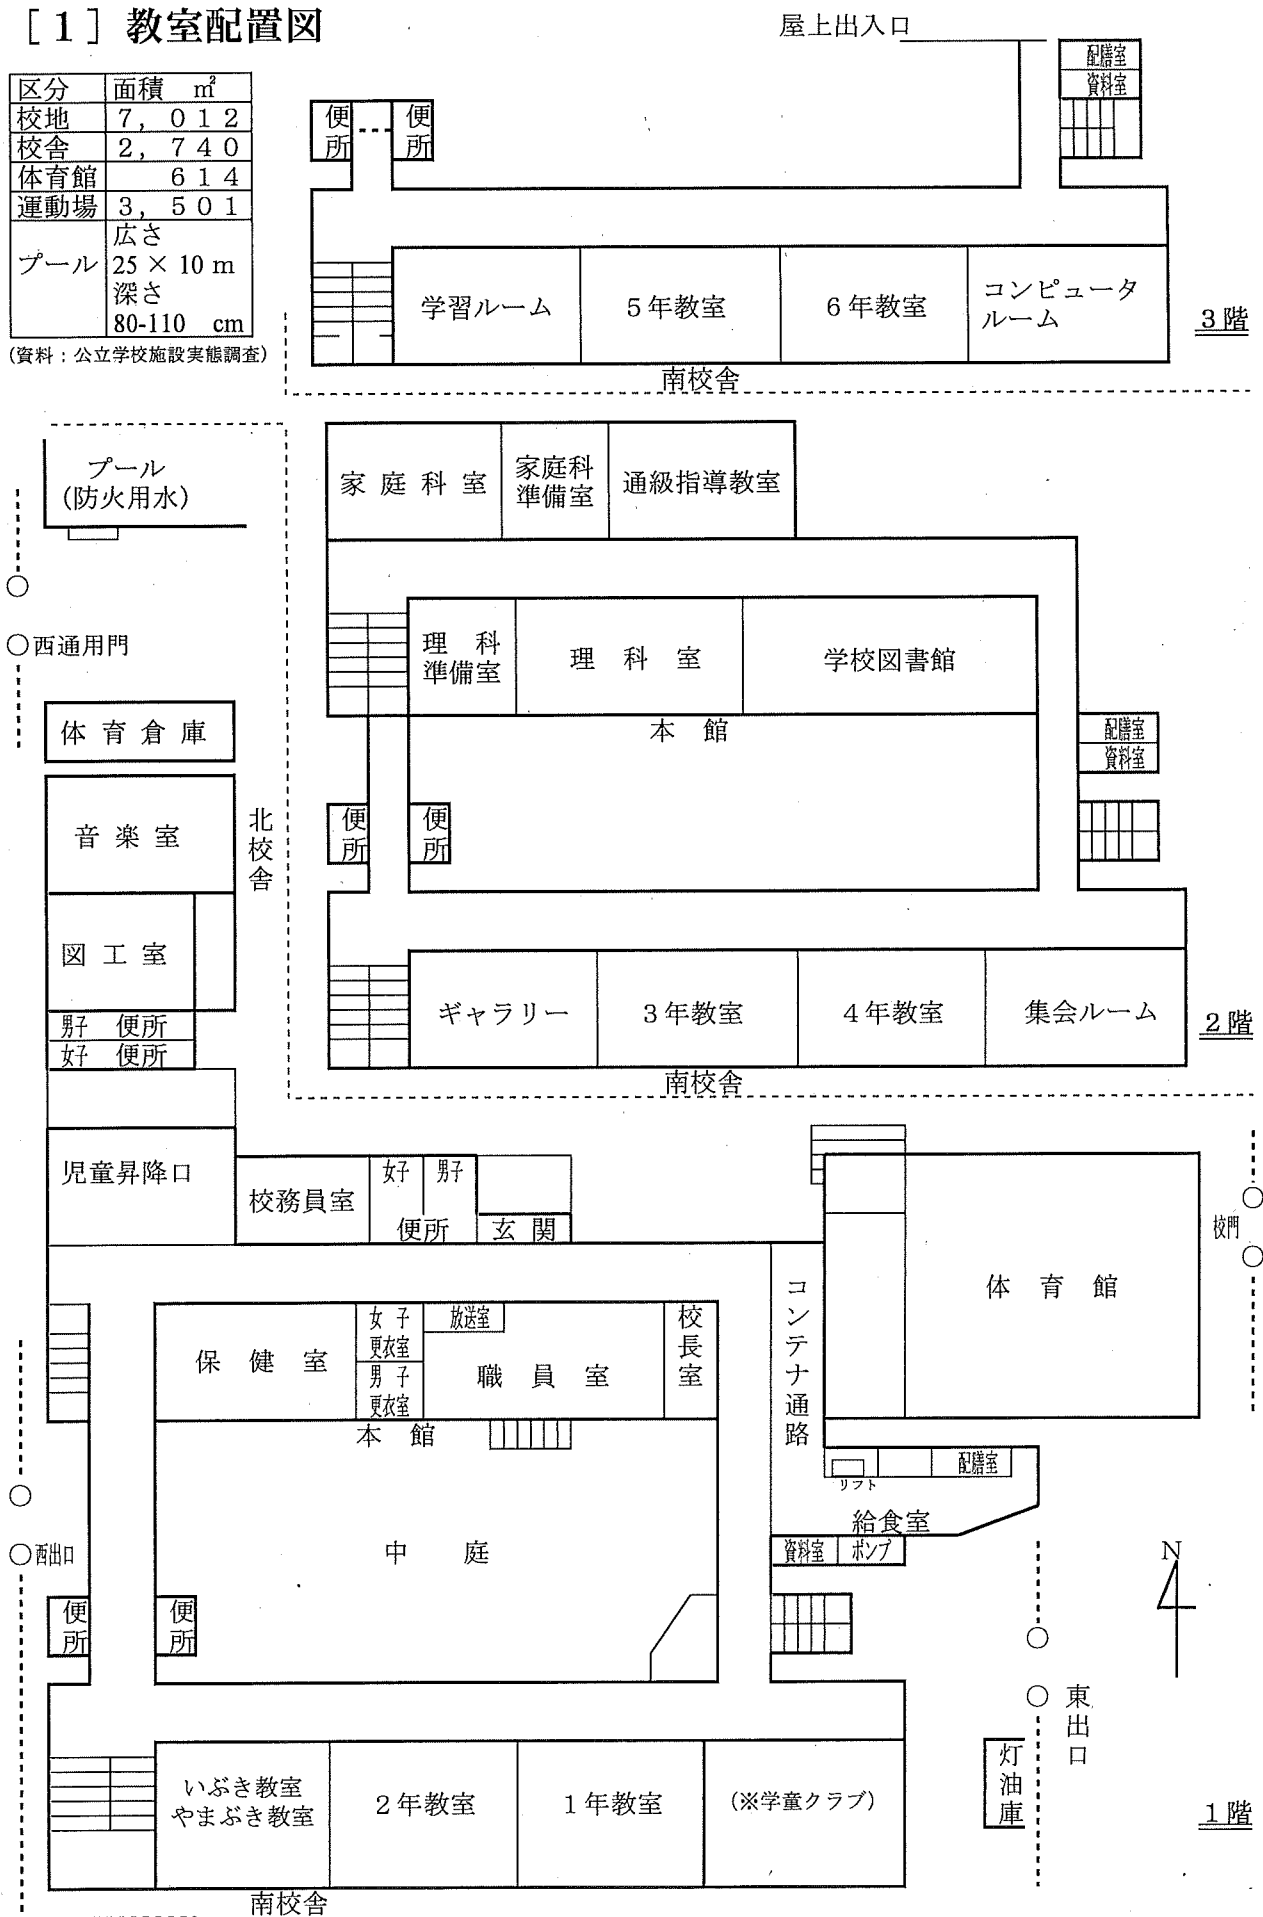 ［１］教室配置図
屋上出入口
区分 面積 ㎡
校地 ７，０１２
校舎 ２，７４０
体育館 ６１４
運動場 ３，５０１
プール 広さ
25 × 10 m
深さ
80-110 cm
(資料：公立学校施設実態調査)
配膳室
資料室
便所
便所
学習ルーム
５年教室
６年教室
コンピュータ
ルーム
３階
南校舎
プール
(防火用水)
西通用門
体育倉庫
音楽室
北校舎
図工室
男子 便所
女子 便所
家庭科室
家庭科
準備室
通級指導教室
理科
準備室
理科室
学校図書館
本館
配膳室
資料室
便所
便所
ギャラリー
３年教室
４年教室
集会ルーム
２階
南校舎
児童昇降口
校務員室
女子
男子
便所
玄関
体育館
校門
コンテナ通路
保健室
女子
更衣室
男子
更衣室
放送室
職員室
校長室
本館
配膳室
リフト
給食室
資料室
ポンプ
西出口
中庭
便所
便所
N
東出口
灯油庫
いぶき教室
やまぶき教室
２年教室
１年教室
(※学童クラブ)
１階
南校舎